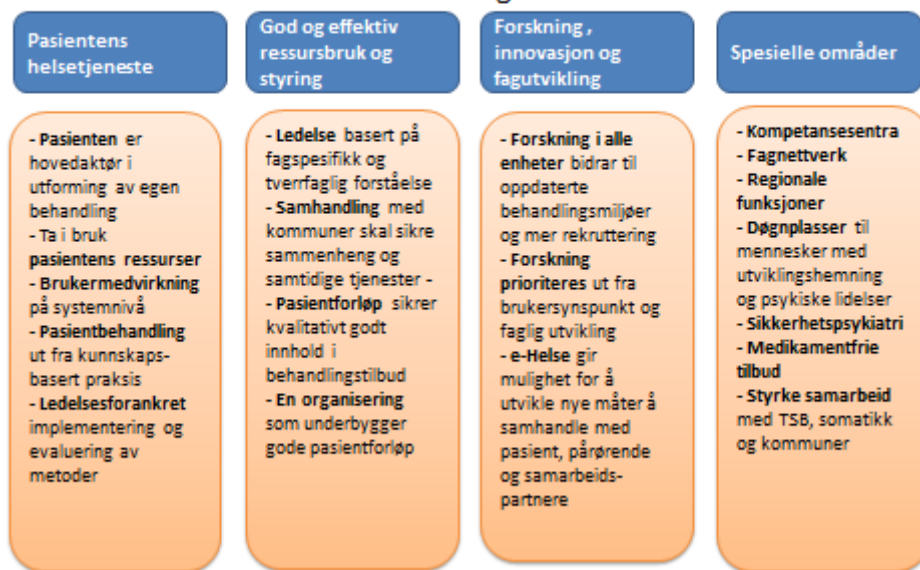 Pasientens
helsetjeneste
- Pasienten er
hovedaktør i
utforming av egen
behandling
- Ta i bruk
pasientens ressurser
- Brukermedvirkning
på systemnivå
- Pasientbehandling
ut fra kunnskaps-
basert praksis
- Ledelsesforankret
implementering og
evaluering av
metoder
God og effektiv
ressursbruk og
styring
- Ledelse basert på
fagspesifikk og
tverrfaglig forståelse
- Samhandling med
kommuner skal sikre
sammenheng og
samtidige tjenester -
- Pasientforløp sikrer
kvalitativt godt
innhold i
behandlingstilbud
- En organisering
som underbygger
gode pasientforløp
Forskning ,
innovasjon og
fagutvikling
- Forskning i alle
enheter bidrar til
oppdaterte
behandlingsmiljøer
og mer rekruttering
- Forskning
prioriteres ut fra
brukersynspunkt og
faglig utvikling
- e-Helse gir
mulighet for å
utvikle nye måter å
samhandle med
pasient, pårørende
og samarbeids-
partnere
Spesielle områder
- Kompetansesentra
- Fagnettverk
- Regionale
funksjoner
- Døgnplasser til
mennesker med
utviklingshemning
og psykiske lidelser
- Sikkerhetspsykiatri
- Medikamentfrie
tilbud
- Styrke samarbeid
med TSB, somatikk
og kommuner